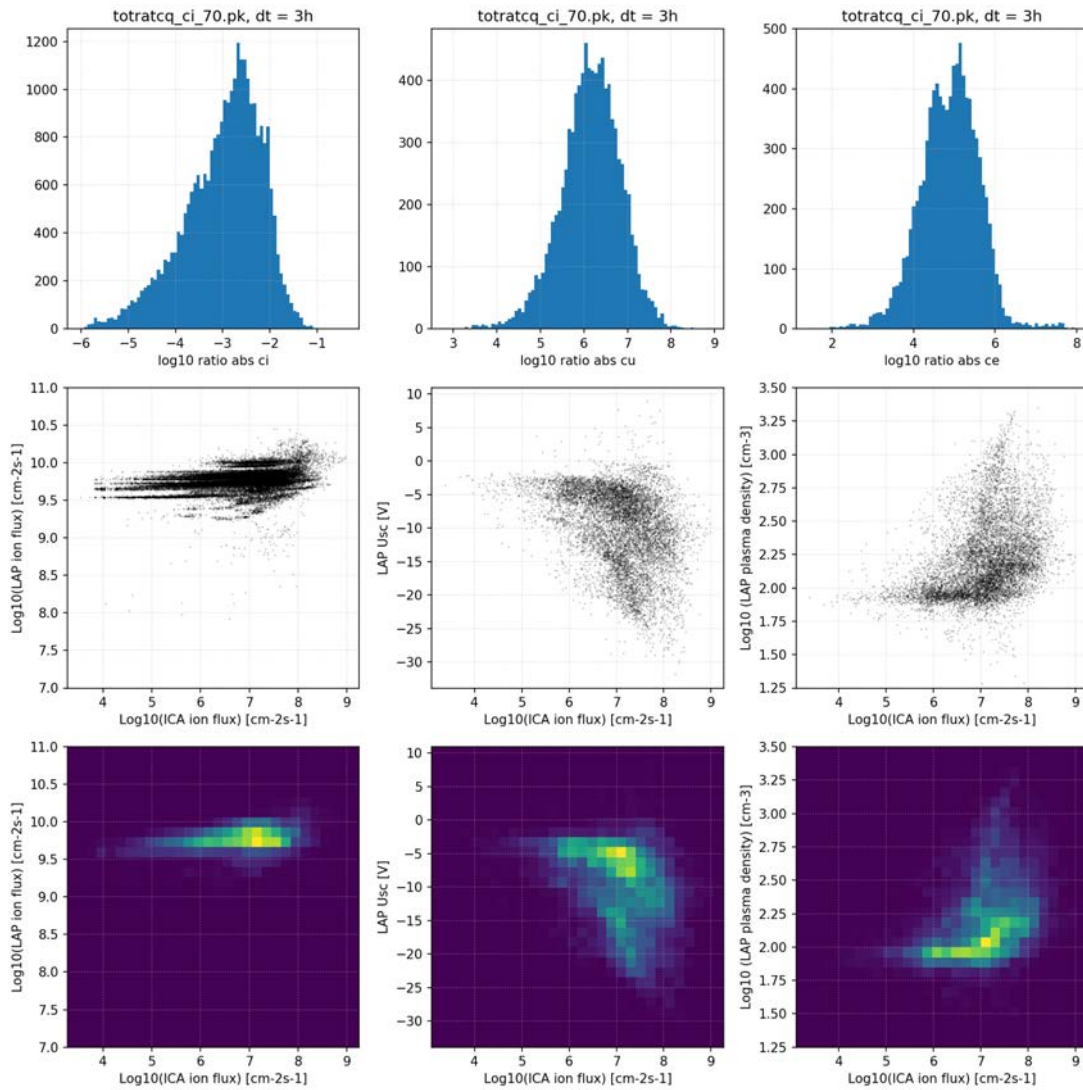 totratcq_ci_70.pk, dt = 3h
1200
1000
800
600
400
200
0
−6 −5 −4 −3 −2 −1
log10 ratio abs ci
totratcq_ci_70.pk, dt = 3h
400
300
200
100
0
3 4 5 6 7 8 9
log10 ratio abs cu
totratcq_ci_70.pk, dt = 3h
500
400
300
200
100
0
2 4 6 8
log10 ratio abs ce
Log10(LAP ion flux) [cm-2s-1]
11.0
10.5
10.0
9.5
9.0
8.5
8.0
7.5
7.0
4 5 6 7 8 9
Log10(ICA ion flux) [cm-2s-1]
LAP Usc [V]
10
5
0
−5
−10
−15
−20
−25
−30
4 5 6 7 8 9
Log10(ICA ion flux) [cm-2s-1]
Log10 (LAP plasma density) [cm-3]
3.50
3.25
3.00
2.75
2.50
2.25
2.00
1.75
1.50
1.25
4 5 6 7 8 9
Log10(ICA ion flux) [cm-2s-1]
Log10(LAP ion flux) [cm-2s-1]
11.0
10.5
10.0
9.5
9.0
8.5
8.0
7.5
7.0
4 5 6 7 8 9
Log10(ICA ion flux) [cm-2s-1]
LAP Usc [V]
10
5
0
−5
−10
−15
−20
−25
−30
4 5 6 7 8 9
Log10(ICA ion flux) [cm-2s-1]
Log10 (LAP plasma density) [cm-3]
3.50
3.25
3.00
2.75
2.50
2.25
2.00
1.75
1.50
1.25
4 5 6 7 8 9
Log10(ICA ion flux) [cm-2s-1]